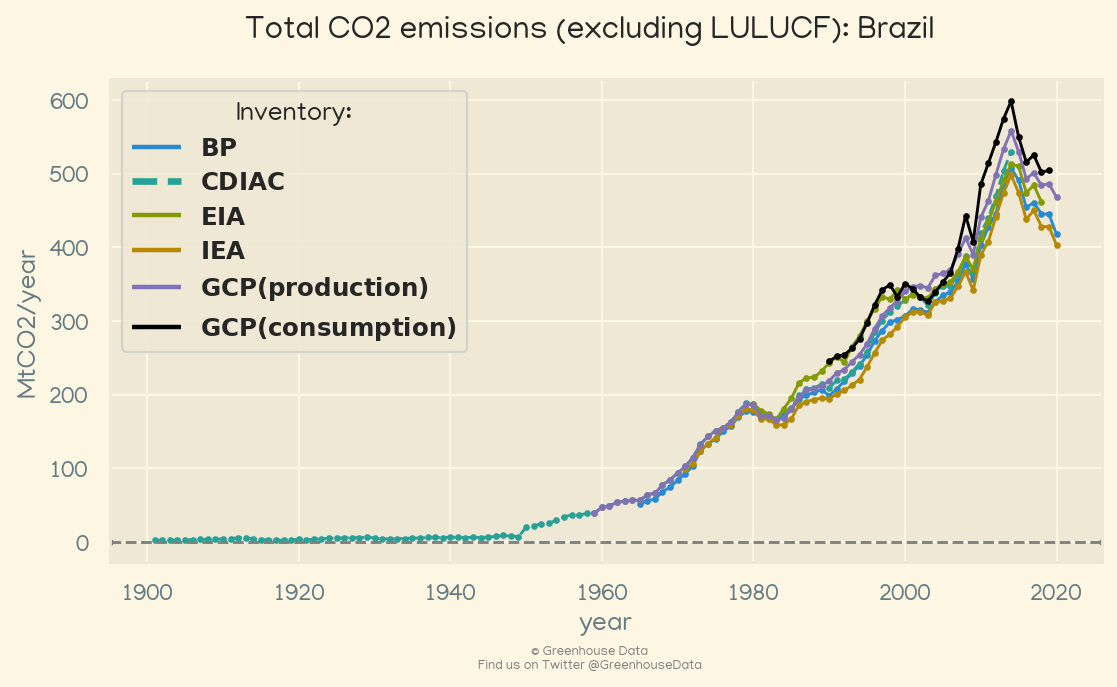 Total CO2 emissions (excluding LULUCF): Brazil
Inventory:
BP
CDIAC
EIA
IEA
GCP(production)
GCP(consumption)
MtCO2/year
600
500
400
300
200
100
0
1900 1920 1940 1960 1980 2000 2020
year
© Greenhouse Data
Find us on Twitter @GreenhouseData